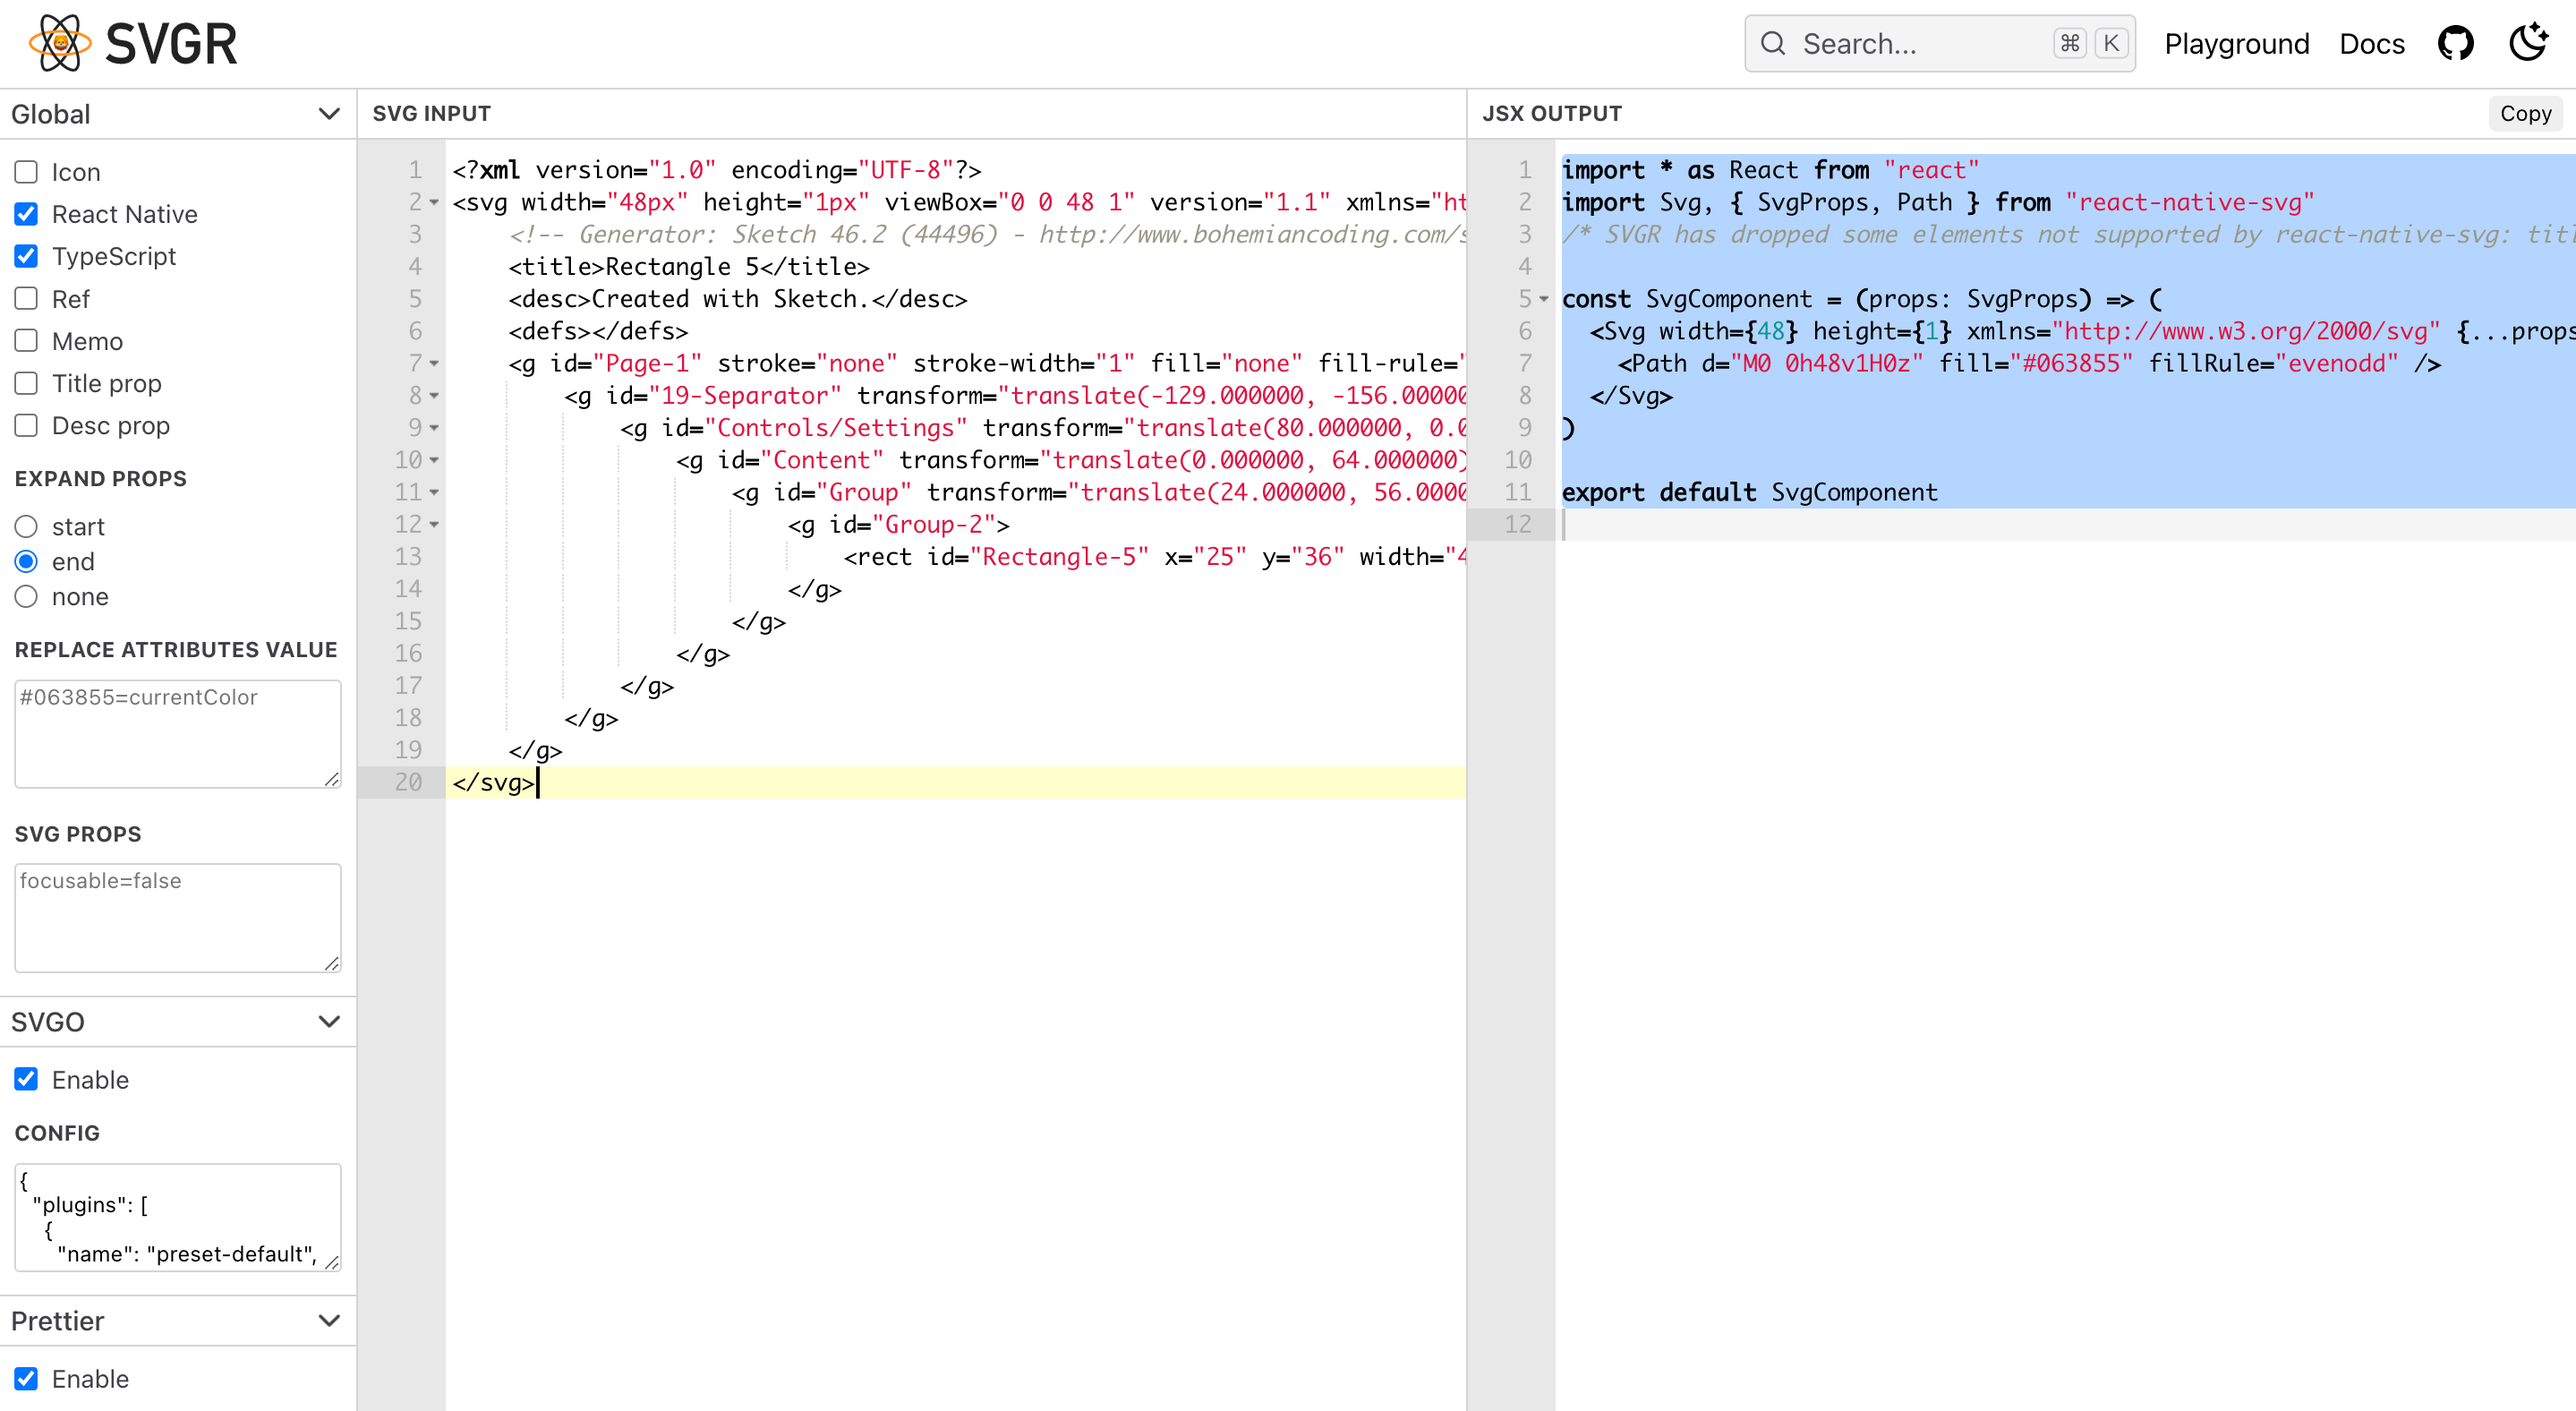 SVGR
Search...
⌘ K
Playground
Docs
Global
Icon
React Native
TypeScript
Ref
Memo
Title prop
Desc prop
EXPAND PROPS
start
end
none
REPLACE ATTRIBUTES VALUE
#063855=currentColor
SVG PROPS
focusable=false
SVGO
Enable
CONFIG
{
"plugins": [
{
"name": "preset-default",
Prettier
Enable
SVG INPUT
1 <?xml version="1.0" encoding="UTF-8"?>
2 <svg width="48px" height="1px" viewBox="0 0 48 1" version="1.1" xmlns="ht
3 <!-- Generator: Sketch 46.2 (44496) - http://www.bohemiancoding.com/s
4 <title>Rectangle 5</title>
5 <desc>Created with Sketch.</desc>
6 <defs></defs>
7 <g id="Page-1" stroke="none" stroke-width="1" fill="none" fill-rule="
8 <g id="19-Separator" transform="translate(-129.000000, -156.00000
9 <g id="Controls/Settings" transform="translate(80.000000, 0.0
10 <g id="Content" transform="translate(0.000000, 64.000000)
11 <g id="Group" transform="translate(24.000000, 56.0000
12 <g id="Group-2">
13 <rect id="Rectangle-5" x="25" y="36" width="4
14 </g>
15 </g>
16 </g>
17 </g>
18 </g>
19 </g>
20 </svg>
JSX OUTPUT
Copy
1 import * as React from "react"
2 import Svg, { SvgProps, Path } from "react-native-svg"
3 /* SVGR has dropped some elements not supported by react-native-svg: titl
4
5 const SvgComponent = (props: SvgProps) => (
6 <Svg width={48} height={1} xmlns="http://www.w3.org/2000/svg" {...props
7 <Path d="M0 0h48v1H0z" fill="#063855" fillRule="evenodd" />
8 </Svg>
9 )
10
11 export default SvgComponent
12